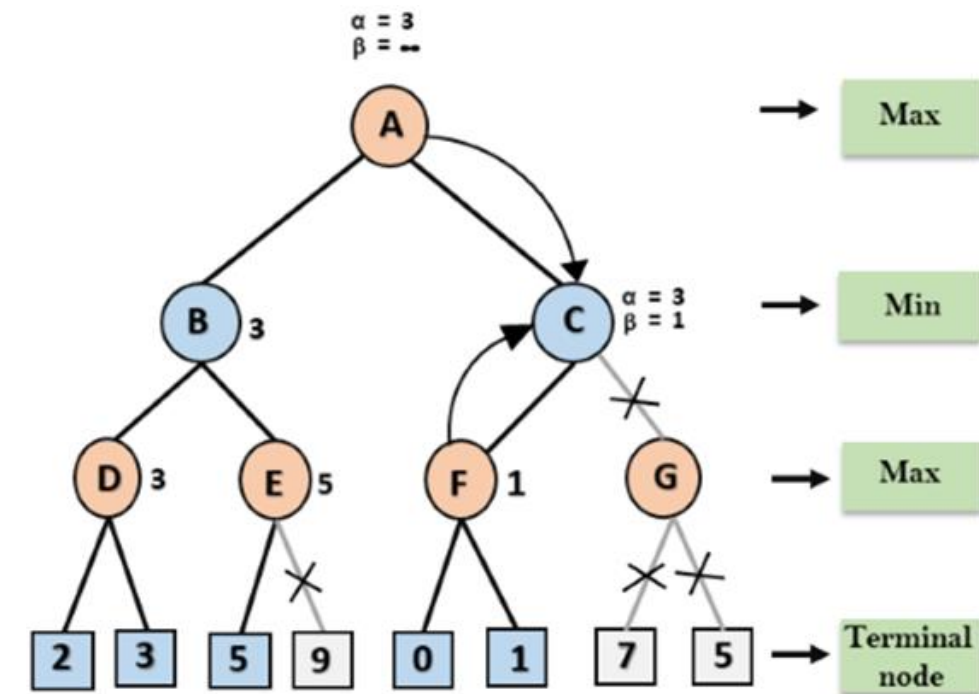 α = 3
β = ∞
A
Max
B
3
C
α = 3
β = 1
Min
D
3
E
5
F
1
G
Max
2
3
5
9
0
1
7
5
Terminal
node